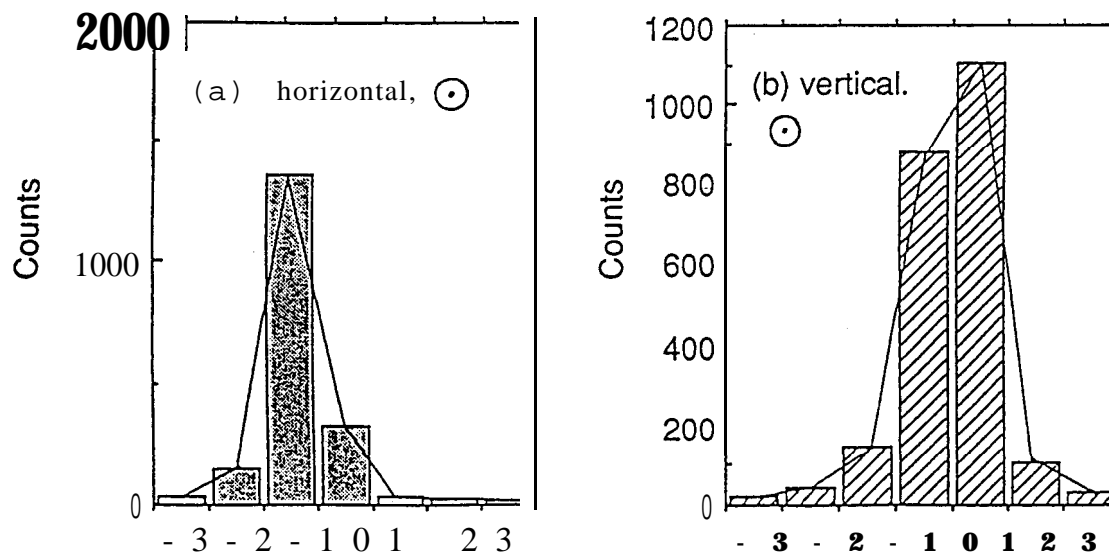 2000
(a) horizontal,
Counts
1000
0
- 3 - 2 - 1 0 1 2 3
1200
(b) vertical.
1000
Counts
800
600
400
200
0
- 3 - 2 - 1 0 1 2 3